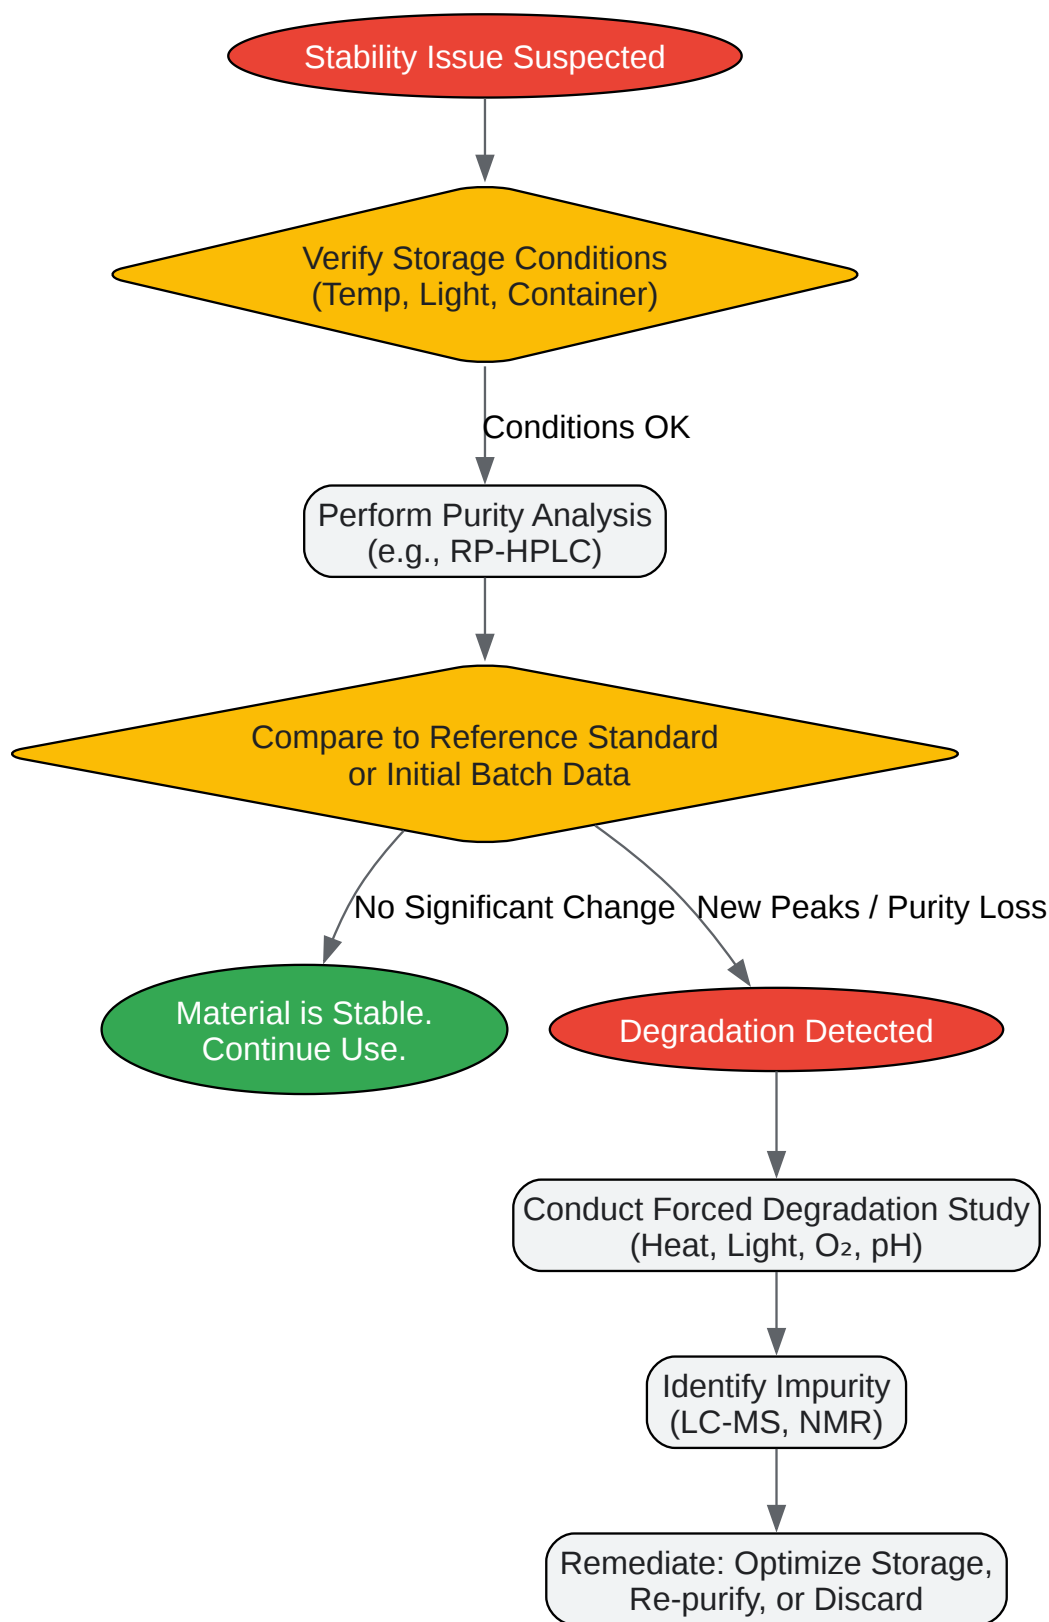 Stability Issue Suspected
Verify Storage Conditions
(Temp, Light, Container)
Conditions OK
Perform Purity Analysis
(e.g., RP-HPLC)
Compare to Reference Standard
or Initial Batch Data
No Significant Change
New Peaks / Purity Loss
Material is Stable.
Continue Use.
Degradation Detected
Conduct Forced Degradation Study
(Heat, Light, O₂, pH)
Identify Impurity
(LC-MS, NMR)
Remediate: Optimize Storage,
Re-purify, or Discard